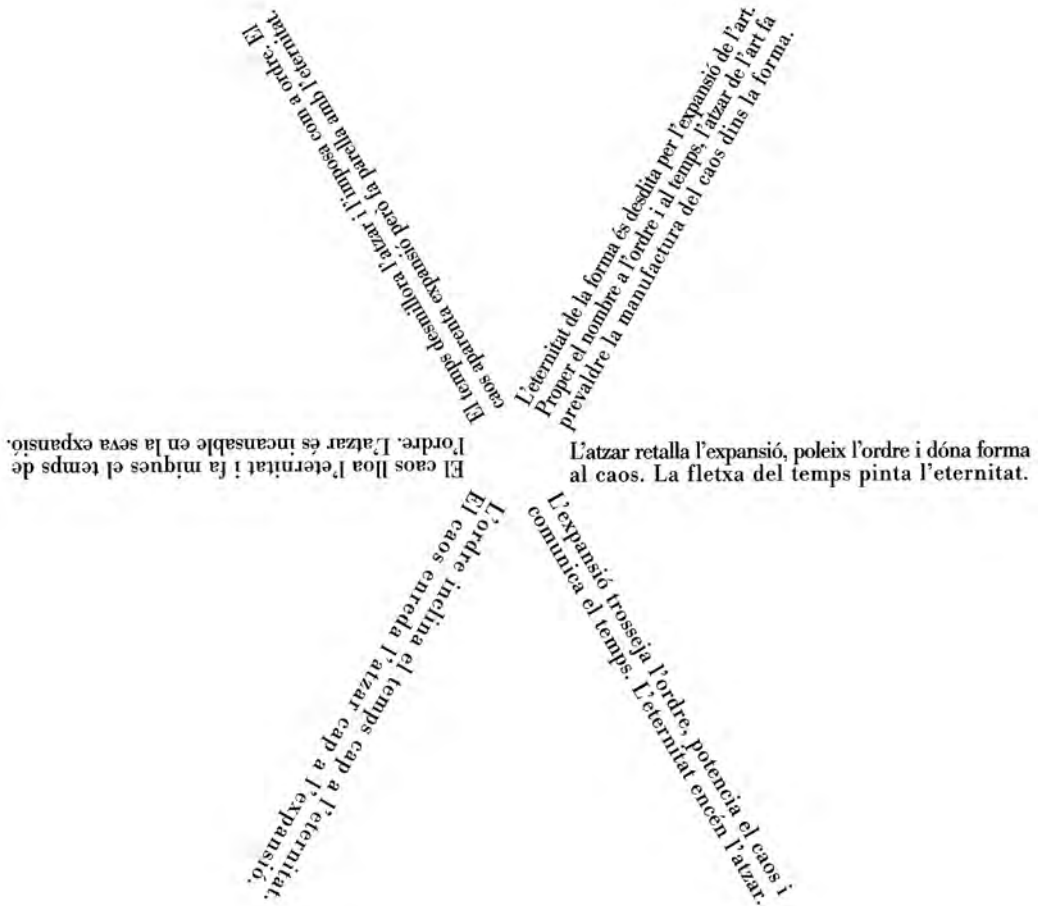 L'eternitat de la forma és desdita per l'expansió de l'art.
Proper el nombre a l'ordre i al temps, l'atzar de l'art fa
prevaldre la manufactura del caos dins la forma.
L'atzar retalla l'expansió, poleix l'ordre i dóna forma
al caos. La fletxa del temps pinta l'eternitat.
L'expansió trosseja l'ordre, potencia el caos i
comunica el temps. L'eternitat encén l'atzar.
L'ordre inclina el temps cap a l'eternitat.
El caos enreda l'atzar cap a l'expansió.
El caos lloa l'eternitat i fa miques el temps de
l'ordre. L'atzar és incansable en la seva expansió.
El temps desmillora l'atzar i l'imposa com a ordre. El
caos aparenta expansió però fa parella amb l'eternitat.